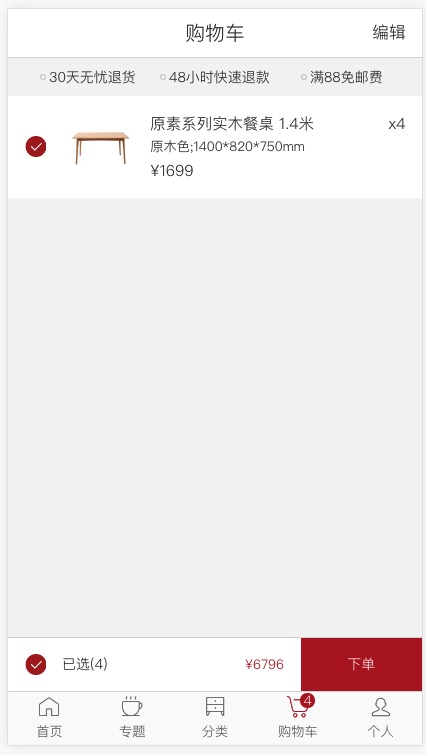 购物车 编辑
30天无忧退货 48小时快速退款 满88免邮费
原素系列实木餐桌 1.4米 x4
原木色;1400*820*750mm
¥1699
已选(4) ¥6796 下单
4
首页 专题 分类 购物车 个人